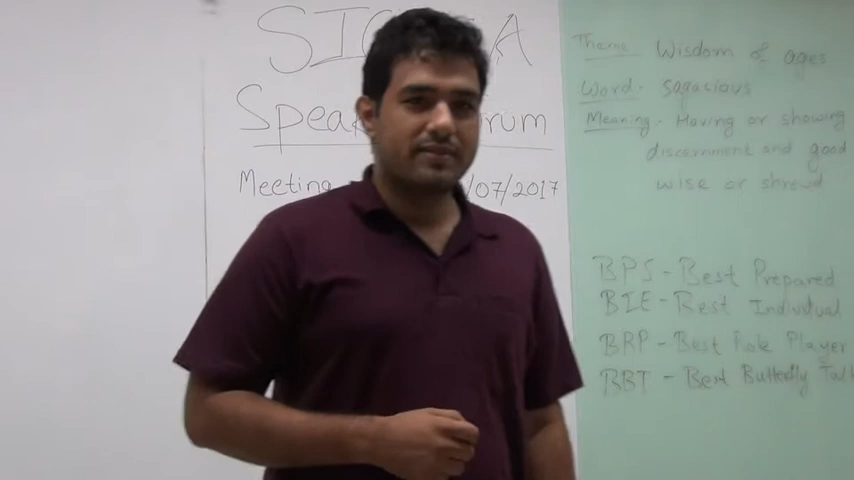 SI A
Speak rum
Meeting /07/2017
Theme Wisdom of ages
Word - Sagacious
Meaning - Having or showing
discernment and good
wise or shrewd
BPS - Best Prepared
BIE - Best Individual
BRP - Best Role Player
BBT - Best Butterfly Talk